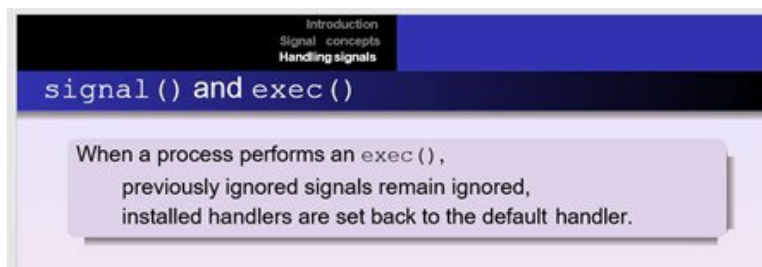 Introduction
Signal concepts
Handling signals
signal() and exec()
When a process performs an exec(),
previously ignored signals remain ignored,
installed handlers are set back to the default handler.